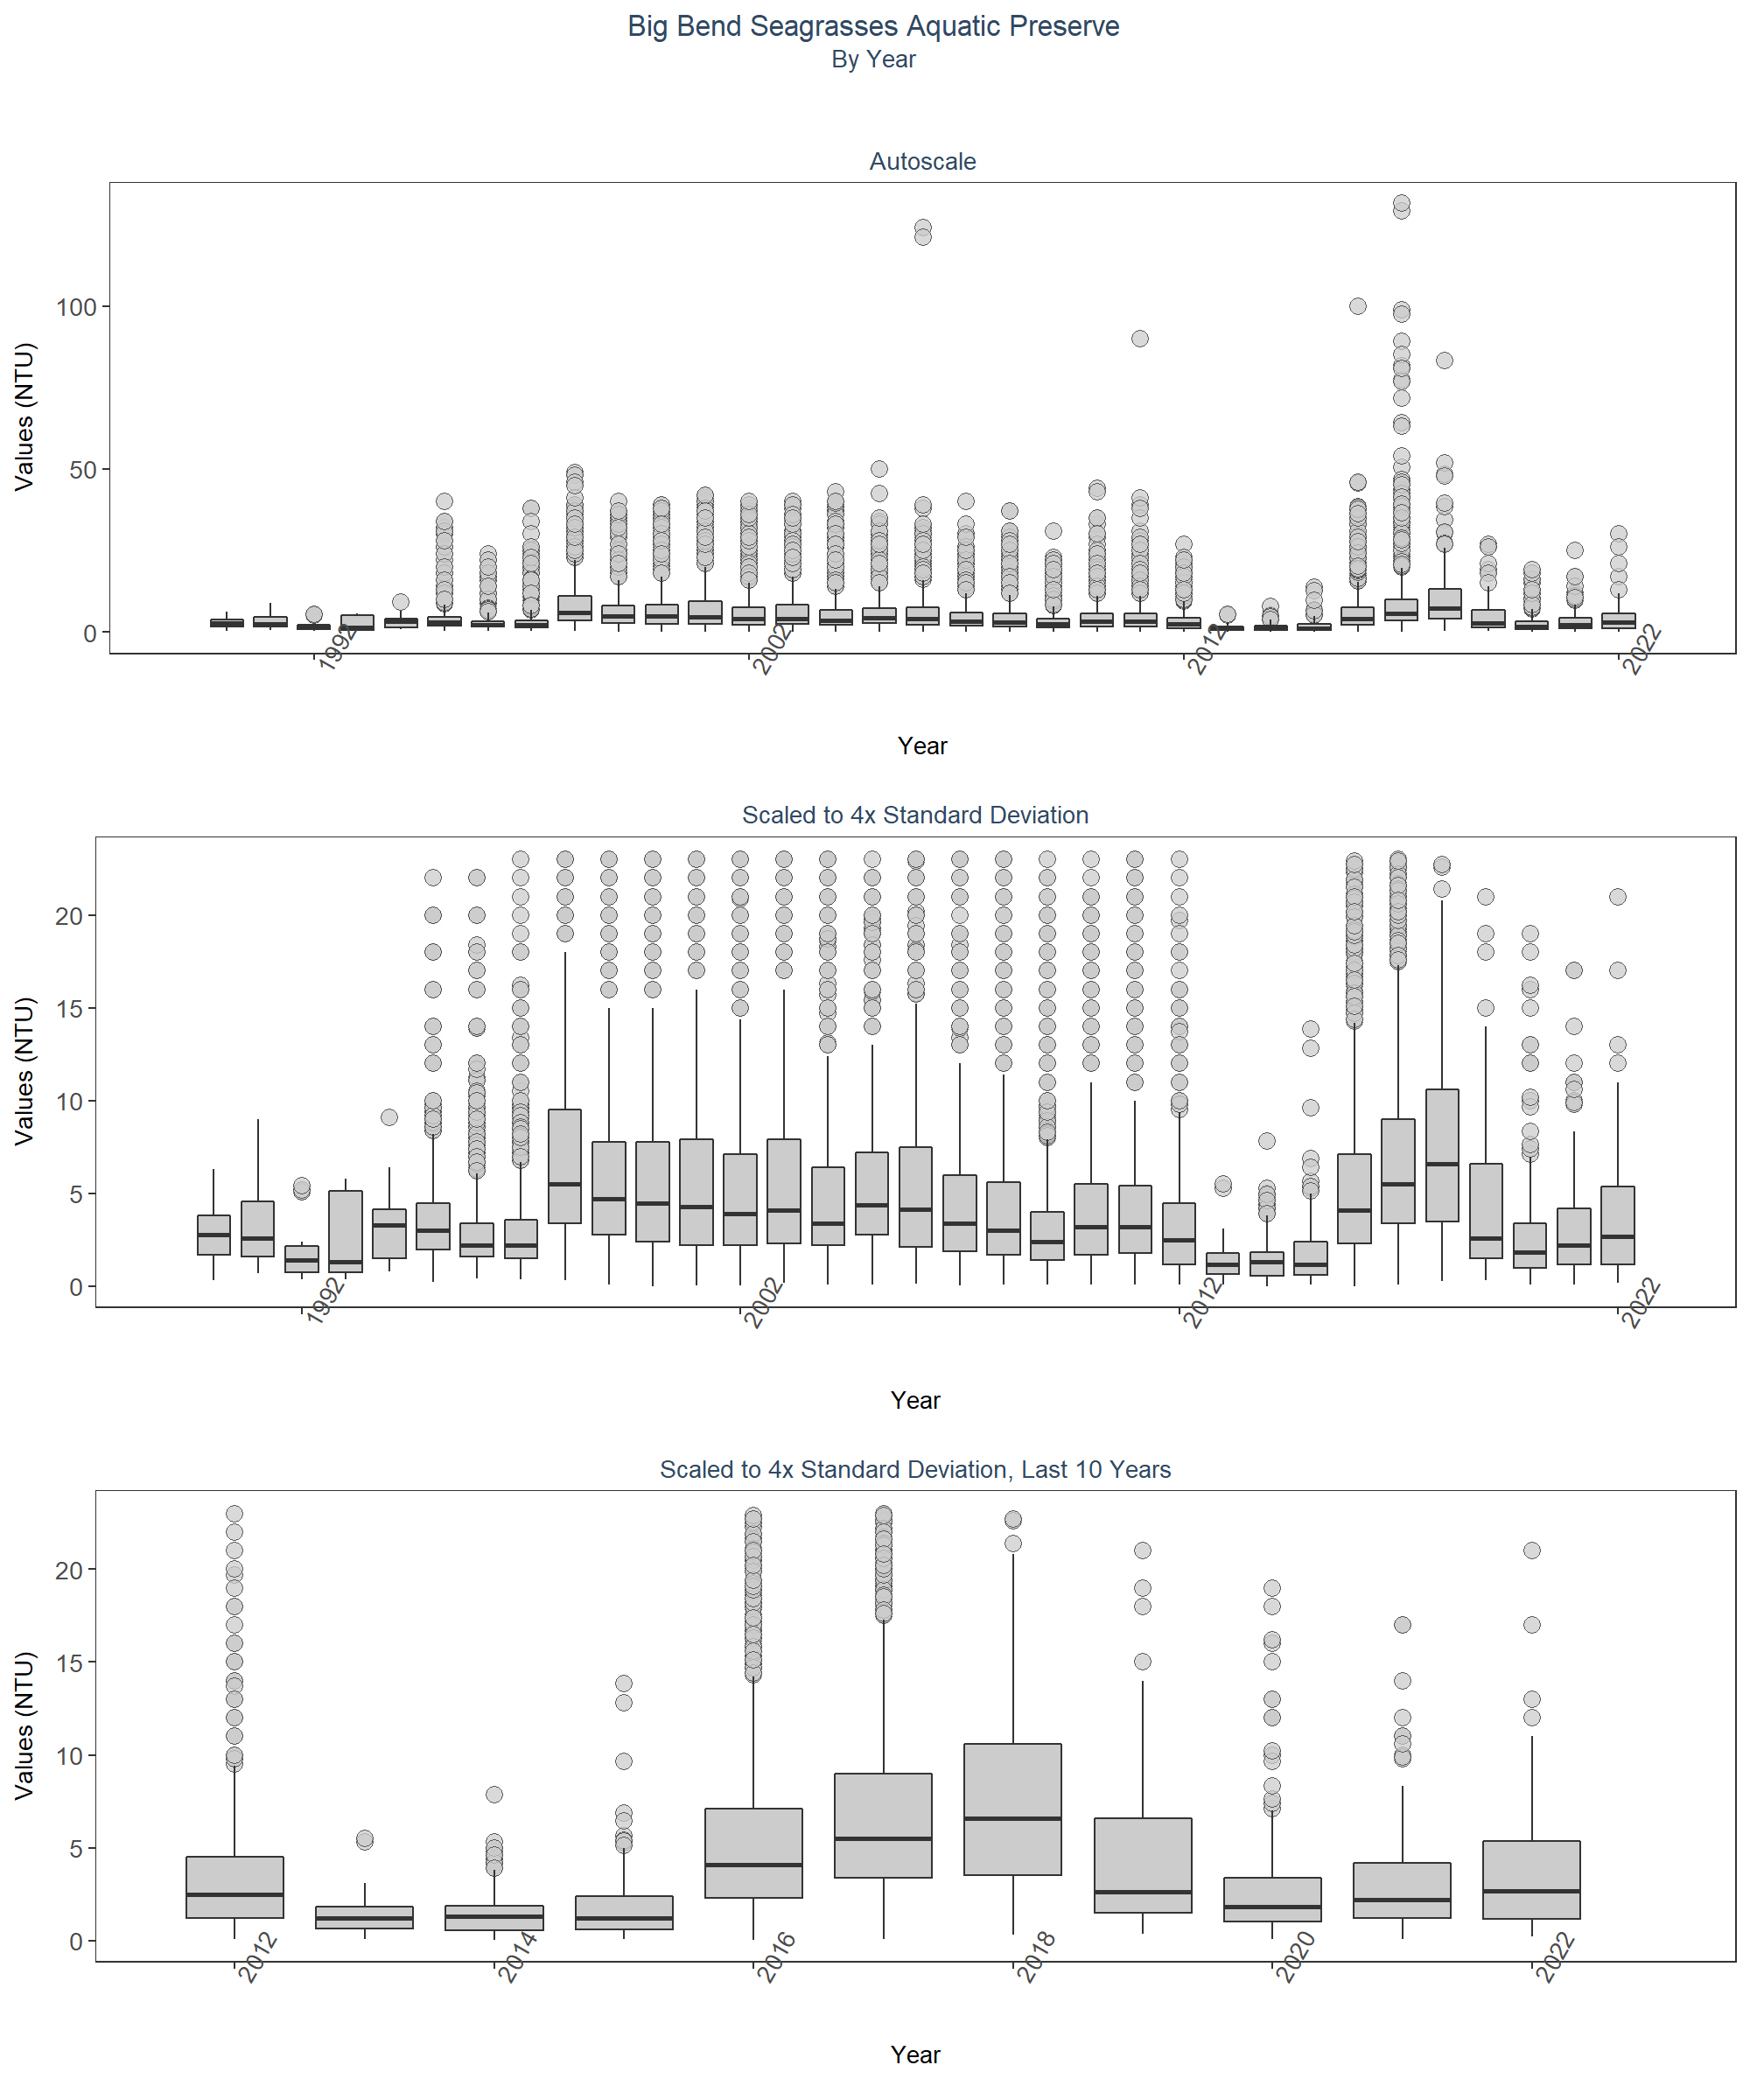 Big Bend Seagrasses Aquatic Preserve
By Year
Autoscale
Values (NTU)
100
50
0
1992
2002
2012
2022
Year
Scaled to 4x Standard Deviation
Values (NTU)
20
15
10
5
0
1992
2002
2012
2022
Year
Scaled to 4x Standard Deviation, Last 10 Years
Values (NTU)
20
15
10
5
0
2012
2014
2016
2018
2020
2022
Year